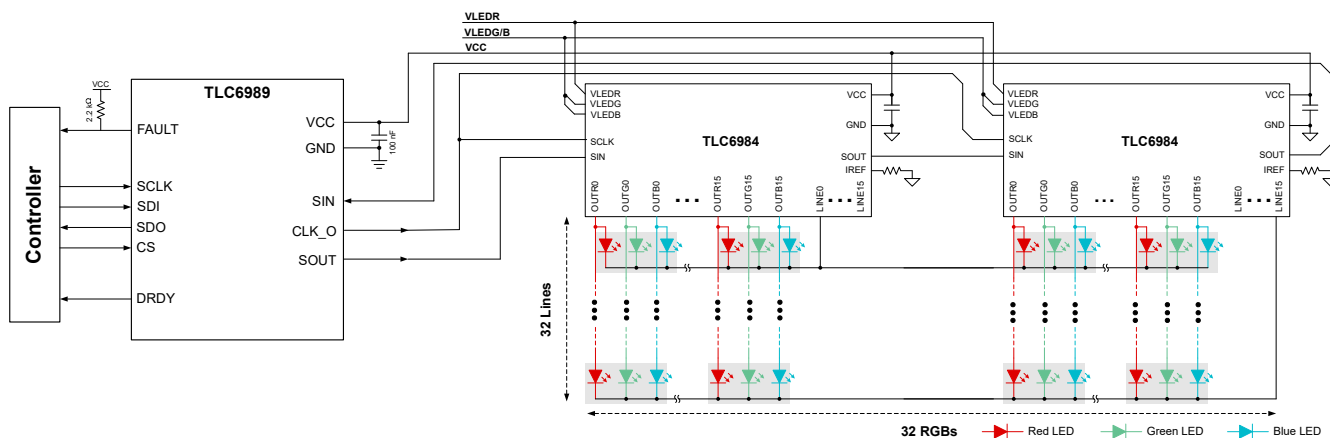 VLEDR
VLEDG/B
VCC
Controller
VCC
2.2 kΩ
TLC6989
FAULT
SCLK
SDI
SDO
CS
DRDY
VCC
GND
SIN
CLK_O
SOUT
100 nF
TLC6984
VLEDR
VLEDG
VLEDB
SCLK
SIN
VCC
GND
SOUT
IREF
OUTR0
OUTG0
OUTB0
OUTR15
OUTG15
OUTB15
LINE0
LINE15
TLC6984
VLEDR
VLEDG
VLEDB
SCLK
SIN
VCC
GND
SOUT
IREF
OUTR0
OUTG0
OUTB0
OUTR15
OUTG15
OUTB15
LINE0
LINE15
32 Lines
32 RGBs
Red LED
Green LED
Blue LED